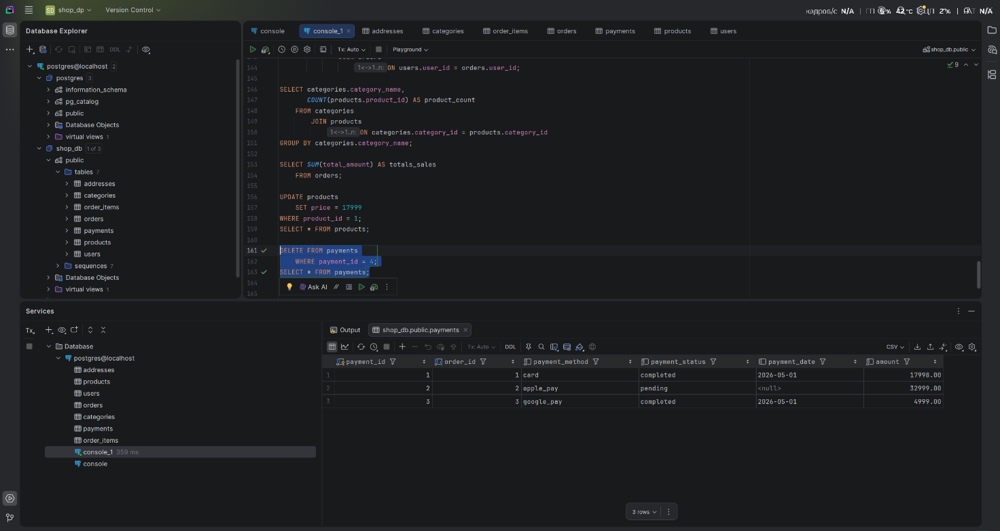 SD shop_dp Version Control
кадров/с N/A | ГП 5% 42°C | ЦП 2% | N/A
Database Explorer
DDL
postgres@localhost 2
postgres 3
information_schema
pg_catalog
public
Database Objects
virtual views 1
shop_db 1 of 3
public
tables 7
addresses
categories
order_items
orders
payments
products
users
sequences 7
Database Objects
virtual views 1
console console_1 addresses categories order_items orders payments products users
Tx: Auto Playground shop_db.public
9
144 1<->1..n: ON users.user_id = orders.user_id;
145
146 SELECT categories.category_name,
147 COUNT(products.product_id) AS product_count
148 FROM categories
149 JOIN products
150 1<->1..n: ON categories.category_id = products.category_id
151 GROUP BY categories.category_name;
152
153 SELECT SUM(total_amount) AS totals_sales
154 FROM orders;
155
156 UPDATE products
157 SET price = 17999
158 WHERE product_id = 1;
159 SELECT * FROM products;
160
161 DELETE FROM payments
162 WHERE payment_id = 4;
163 SELECT * FROM payments;
164
Ask AI
165
Services
Tx
Database
postgres@localhost
addresses
products
users
orders
categories
payments
order_items
console_1 359 ms
console
Output shop_db.public.payments
Tx: Auto DDL CSV
payment_id order_id payment_method payment_status payment_date amount
1 1 1 card completed 2026-05-01 17998.00
2 2 2 apple_pay pending <null> 32999.00
3 3 3 google_pay completed 2026-05-01 4999.00
3 rows